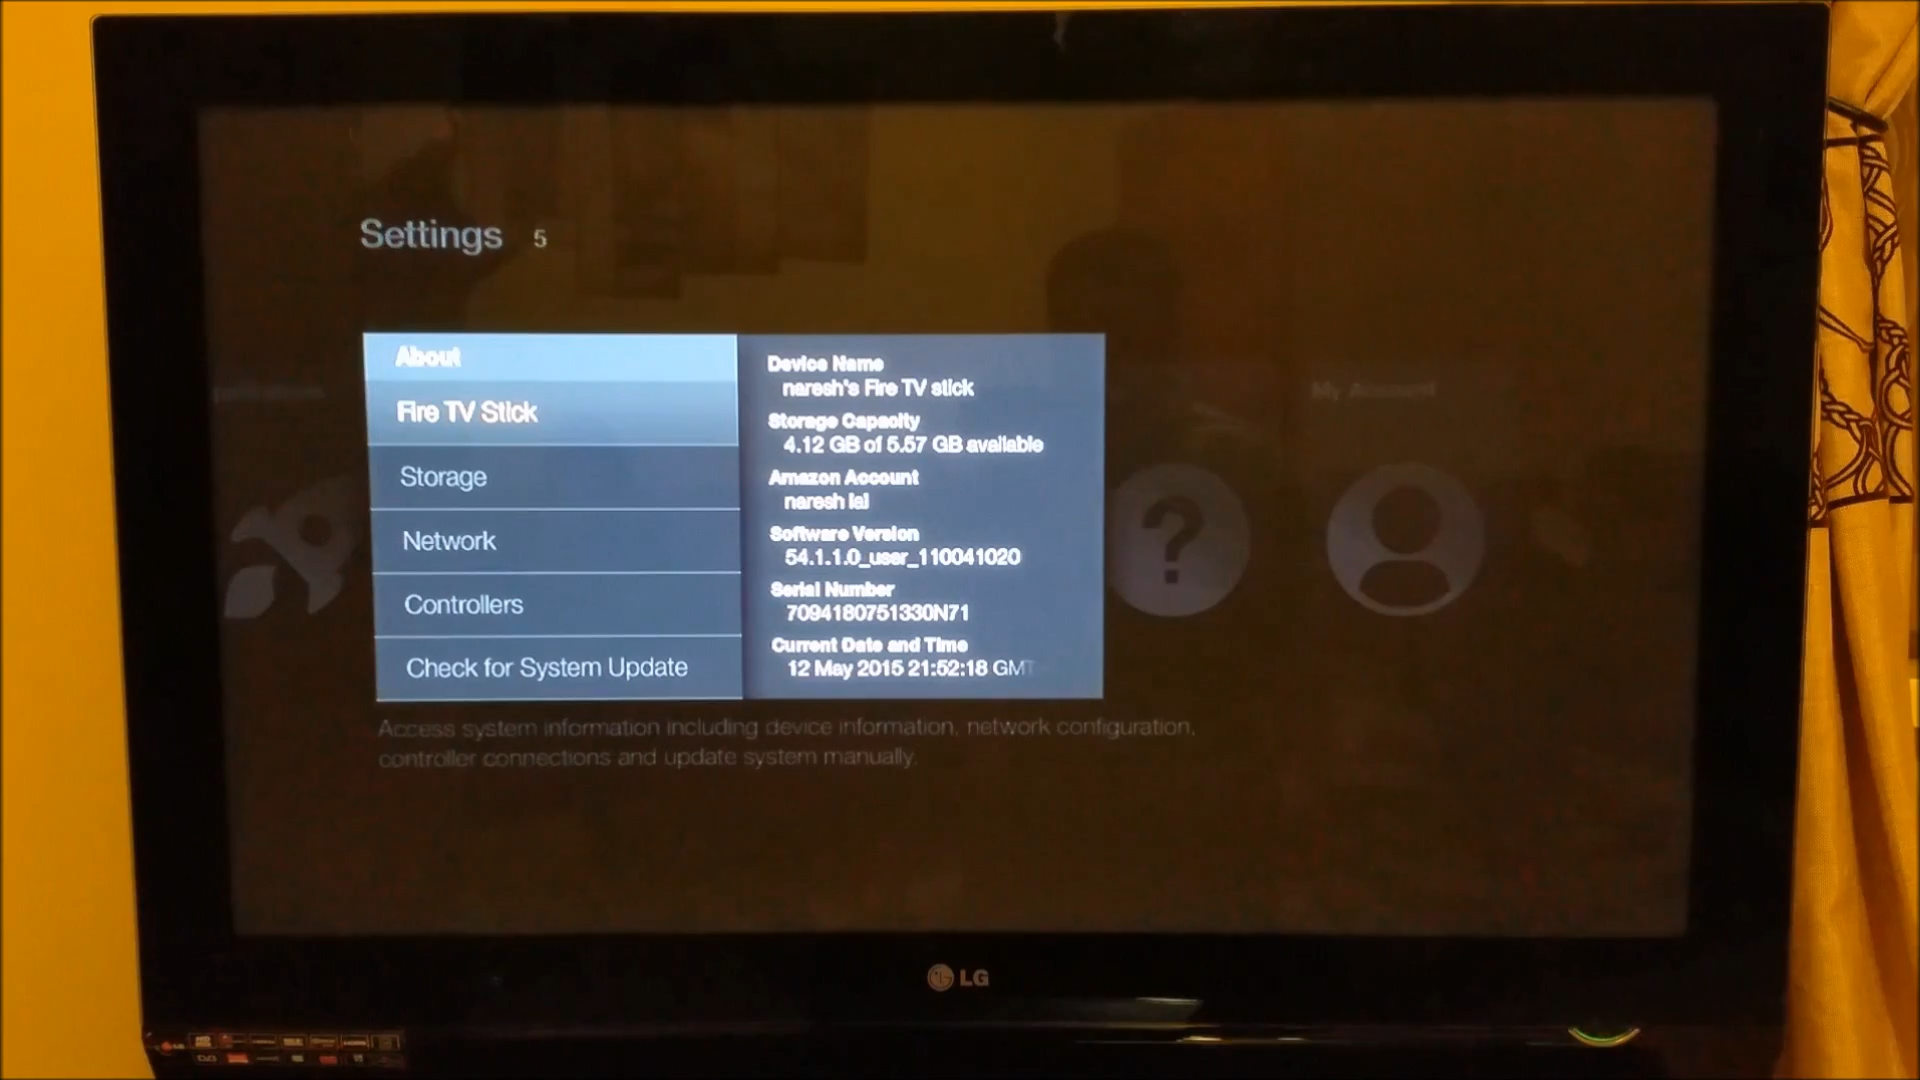 Settings 5
About
Fire TV Stick
Storage
Network
Controllers
Check for System Update
Device Name
naresh's Fire TV stick
Storage Capacity
4.12 GB of 5.57 GB available
Amazon Account
naresh lal
Software Version
54.1.1.0_user_110041020
Serial Number
7094180751330N71
Current Date and Time
12 May 2015 21:52:18 GMT
My Account
Access system information including device information, network configuration,
controller connections and update system manually.
LG